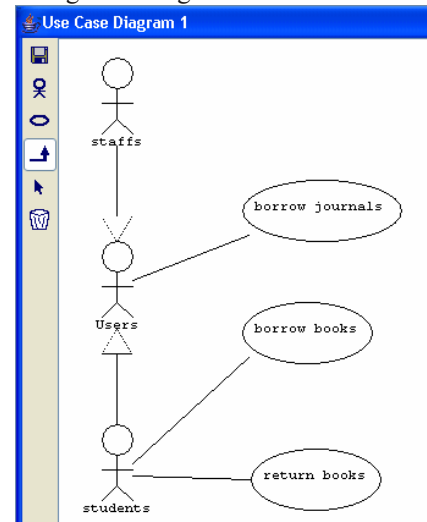 Use Case Diagram 1
staffs
borrow journals
Users
borrow books
return books
students